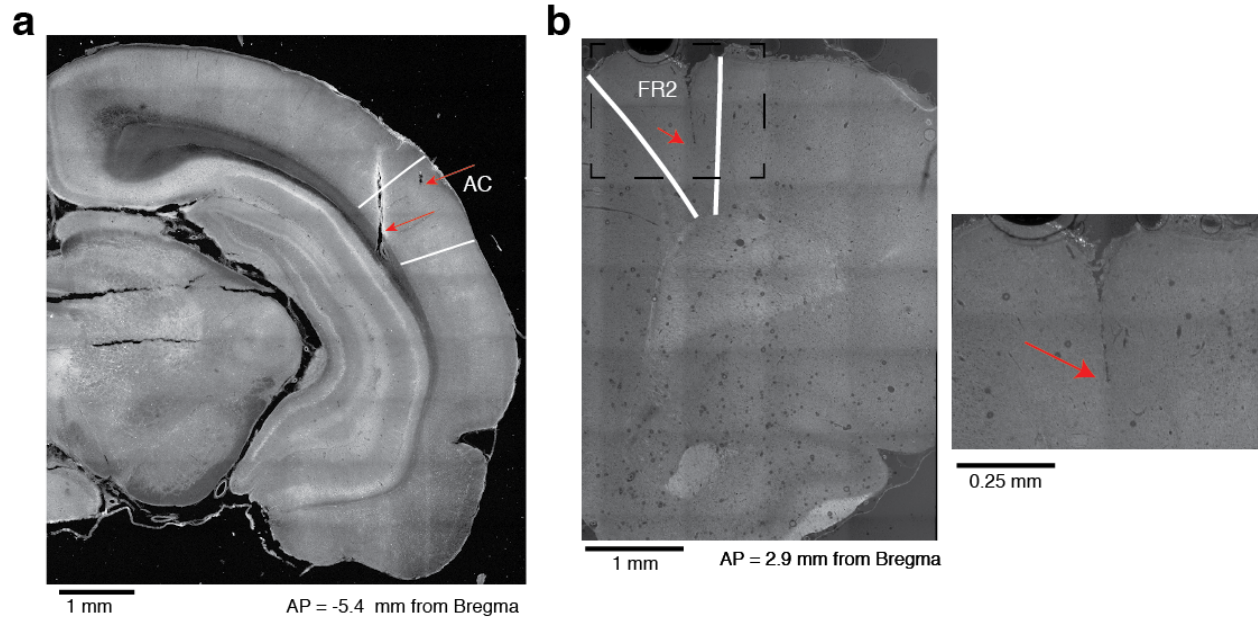 a
AC
1 mm
AP = -5.4 mm from Bregma
b
FR2
1 mm
AP = 2.9 mm from Bregma
0.25 mm